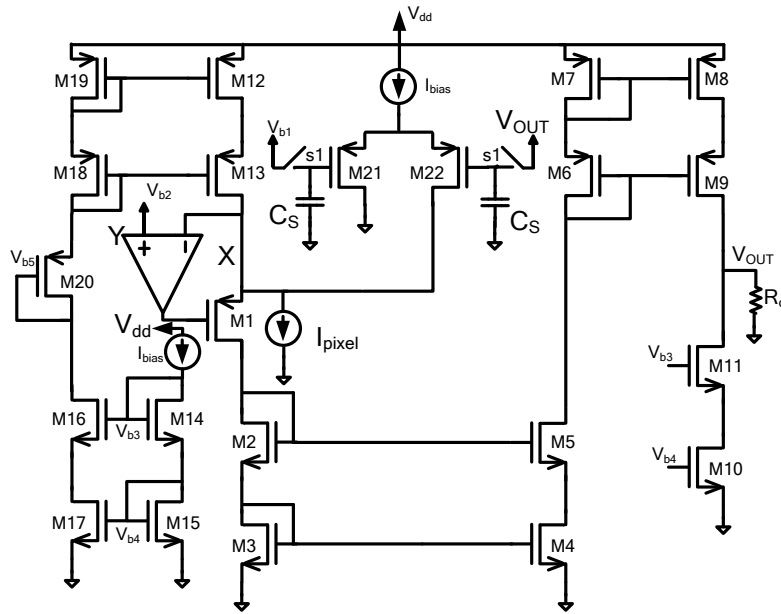 Vdd
M19
M12
Ibias
M7
M8
Vb1
s1
VOUT
s1
M18
M13
M21
M22
M6
M9
Vb2
CS
CS
Y
X
Vb5
M20
VOUT
Vdd
M1
Ipixel
Ibias
M11
Vb3
M16
M14
Vb3
M2
M5
Vb4
M10
M17
M15
Vb4
M3
M4